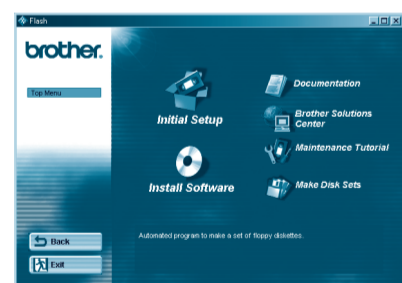 Flash
brother.
Top Menu
Initial Setup
Install Software
Documentation
Brother Solutions
Center
Maintenance Tutorial
Make Disk Sets
Automated program to make a set of floppy diskettes.
Back
Exit